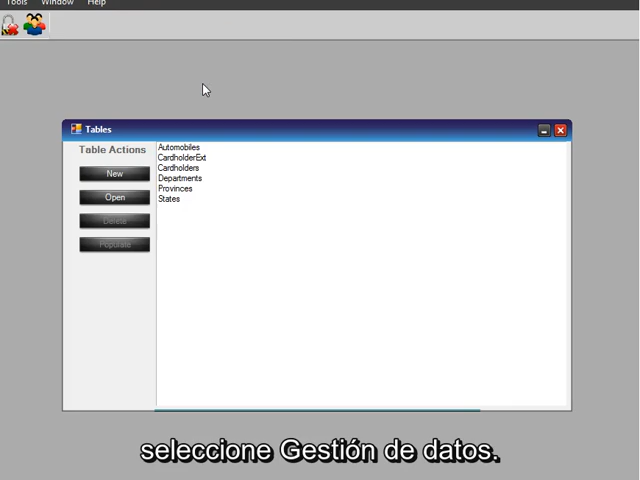 Tools Window Help
Tables
Table Actions
New
Open
Delete
Populate
Automobiles
CardholderExt
Cardholders
Departments
Provinces
States
seleccione Gestión de datos.